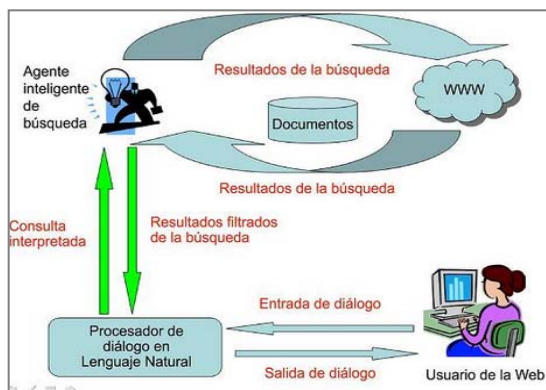 Agente
inteligente
de
búsqueda
Resultados de la búsqueda
WWW
Documentos
Resultados de la búsqueda
Consulta
interpretada
Resultados filtrados
de la búsqueda
Procesador de
diálogo en
Lenguaje Natural
Entrada de diálogo
Salida de diálogo
Usuario de la Web